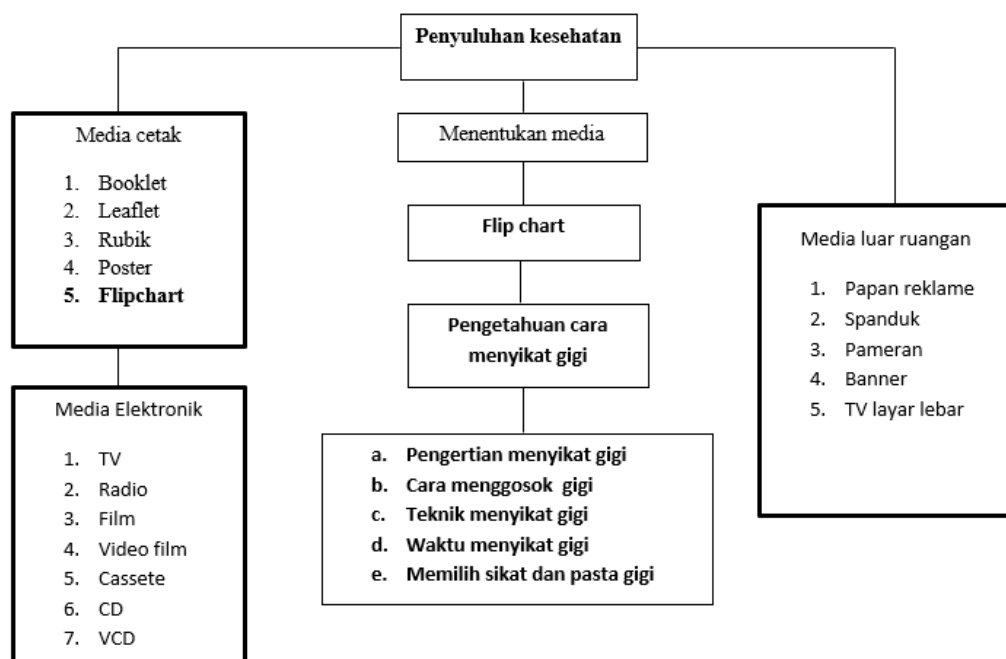 Penyuluhan kesehatan
Media cetak
1. Booklet
2. Leaflet
3. Rubik
4. Poster
5. Flipchart
Media Elektronik
1. TV
2. Radio
3. Film
4. Video film
5. Cassete
6. CD
7. VCD
Menentukan media
Flip chart
Pengetahuan cara
menyikat gigi
a. Pengertian menyikat gigi
b. Cara menggosok gigi
c. Teknik menyikat gigi
d. Waktu menyikat gigi
e. Memilih sikat dan pasta gigi
Media luar ruangan
1. Papan reklame
2. Spanduk
3. Pameran
4. Banner
5. TV layar lebar